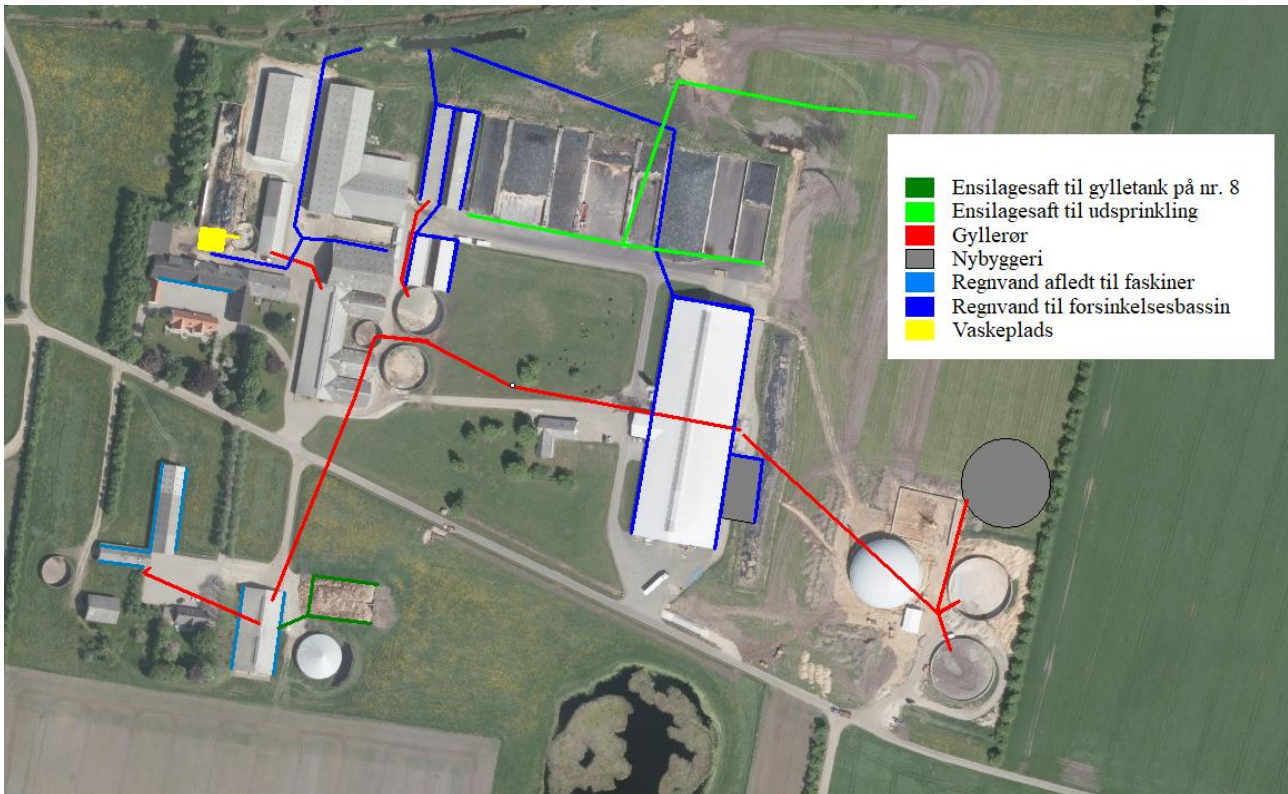 Ensilagesaft til gylletank på nr. 8
Ensilagesaft til udsprinkling
Gyllerør
Nybyggeri
Regnvand afledt til faskiner
Regnvand til forsinkelsesbassin
Vaskeplads